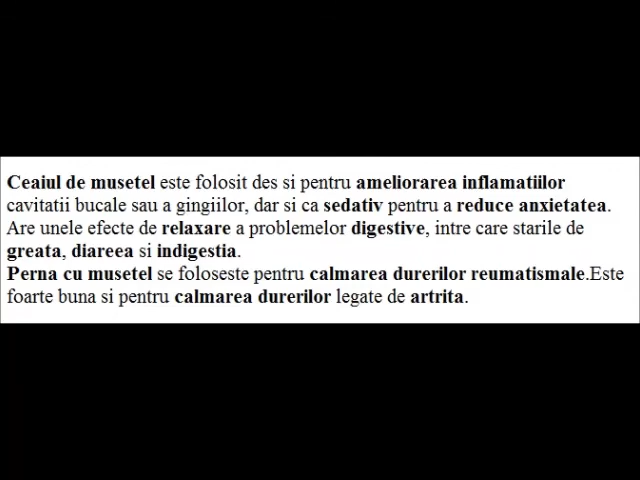 Ceaiul de musetel este folosit des si pentru ameliorarea inflamatiilor
cavitatii bucale sau a gingiilor, dar si ca sedativ pentru a reduce anxietatea.
Are unele efecte de relaxare a problemelor digestive, intre care starile de
greata, diareea si indigestia.
Perna cu musetel se foloseste pentru calmarea durerilor reumatismale.Este
foarte buna si pentru calmarea durerilor legate de artrita.